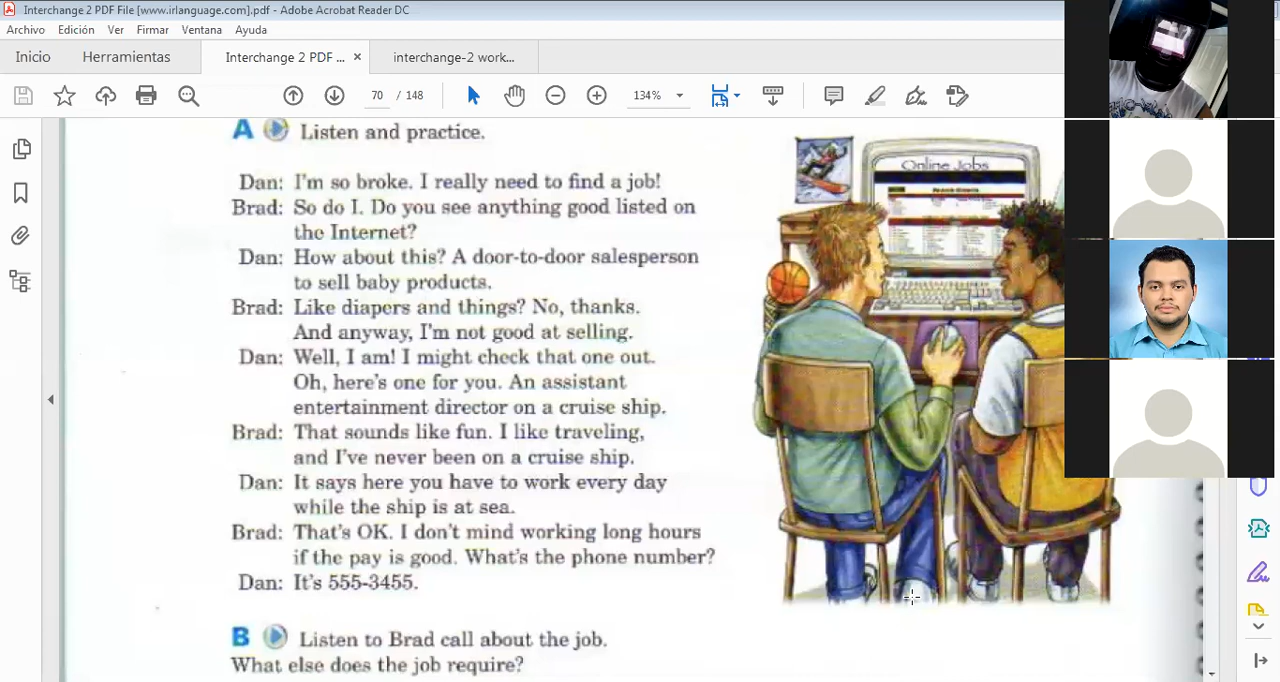 Interchange 2 PDF File [www.irlanguage.com].pdf - Adobe Acrobat Reader DC
Archivo Edición Ver Firmar Ventana Ayuda
Inicio Herramientas Interchange 2 PDF ... × interchange-2 work...
70 / 148 134%
A Listen and practice.
Dan: I'm so broke. I really need to find a job!
Brad: So do I. Do you see anything good listed on
the Internet?
Dan: How about this? A door-to-door salesperson
to sell baby products.
Brad: Like diapers and things? No, thanks.
And anyway, I'm not good at selling.
Dan: Well, I am! I might check that one out.
Oh, here's one for you. An assistant
entertainment director on a cruise ship.
Brad: That sounds like fun. I like traveling,
and I've never been on a cruise ship.
Dan: It says here you have to work every day
while the ship is at sea.
Brad: That's OK. I don't mind working long hours
if the pay is good. What's the phone number?
Dan: It's 555-3455.
Online Jobs
B Listen to Brad call about the job.
What else does the job require?